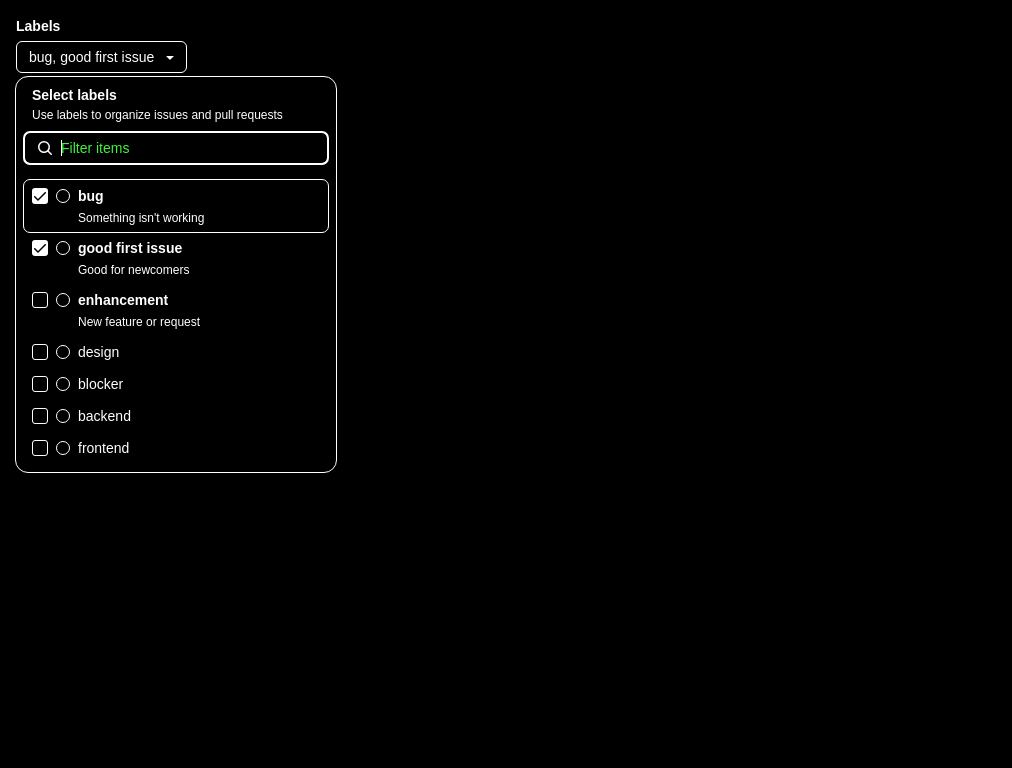 Labels
bug, good first issue
Select labels
Use labels to organize issues and pull requests
Filter items
bug
Something isn't working
good first issue
Good for newcomers
enhancement
New feature or request
design
blocker
backend
frontend